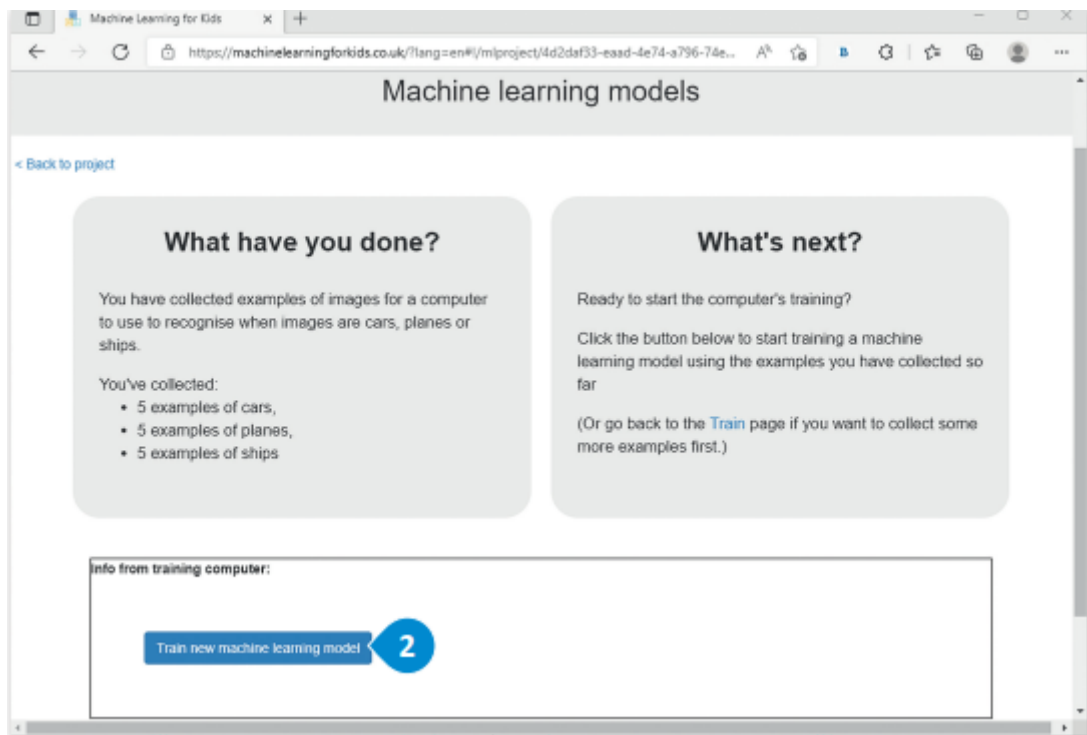 Machine Learning for Kids
https://machinelearningforkids.co.uk/?lang=en#!/mlproject/4d2daf33-eaad-4e74-a796-74e...
Machine learning models
< Back to project
What have you done?
You have collected examples of images for a computer
to use to recognise when images are cars, planes or
ships.
You've collected:
• 5 examples of cars,
• 5 examples of planes,
• 5 examples of ships
What's next?
Ready to start the computer's training?
Click the button below to start training a machine
learning model using the examples you have collected so
far
(Or go back to the Train page if you want to collect some
more examples first.)
Info from training computer:
Train new machine learning model
2